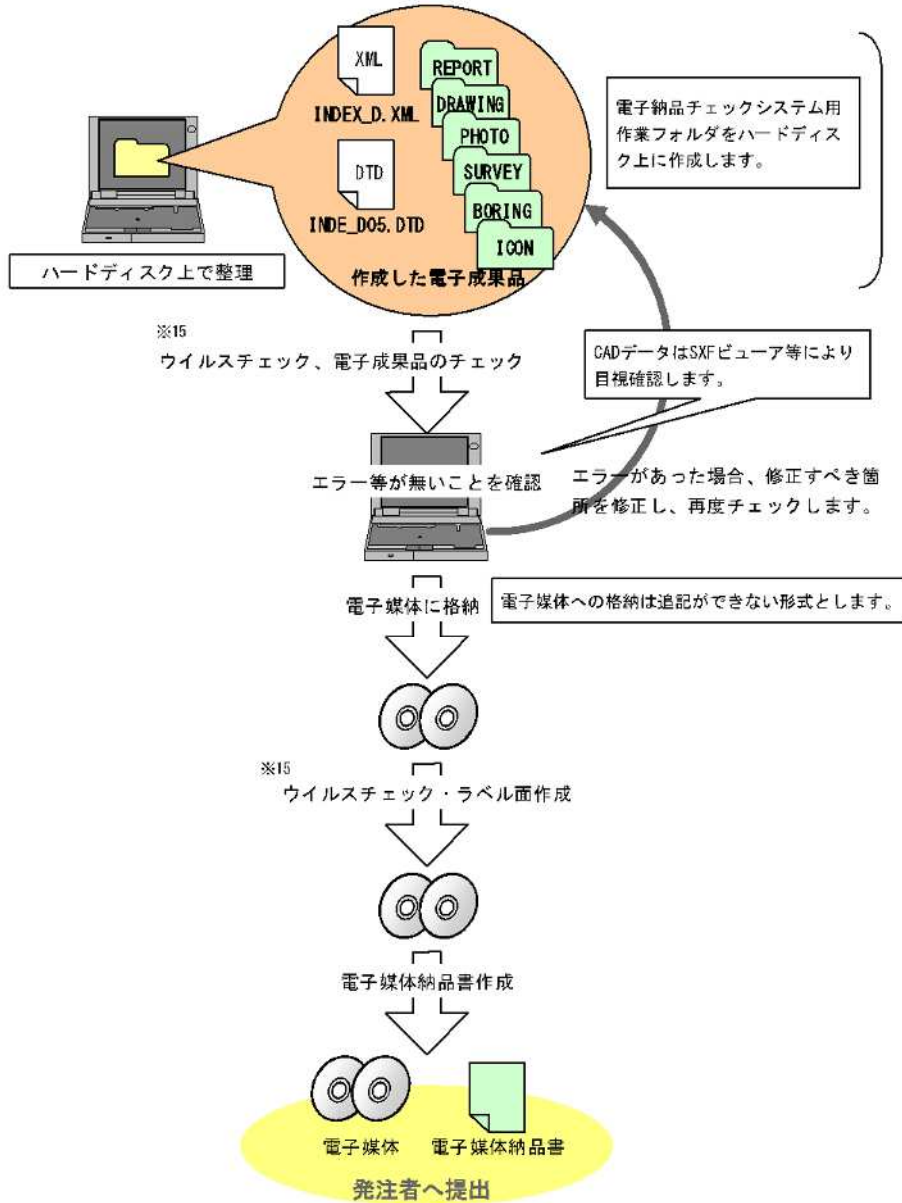 XML
INDEX_D.XML
DTD
INDE_D05.DTD
REPORT
DRAWING
PHOTO
SURVEY
BORING
ICON
作成した電子成果品
ハードディスク上で整理
電子納品チェックシステム用
作業フォルダをハードディス
ク上に作成します。
※15
ウイルスチェック、電子成果品のチェック
CADデータはSXFビューア等により
目視確認します。
エラー等が無いことを確認
エラーがあった場合、修正すべき箇
所を修正し、再度チェックします。
電子媒体に格納
電子媒体への格納は追記ができない形式とします。
※15
ウイルスチェック・ラベル面作成
電子媒体納品書作成
電子媒体
電子媒体納品書
発注者へ提出